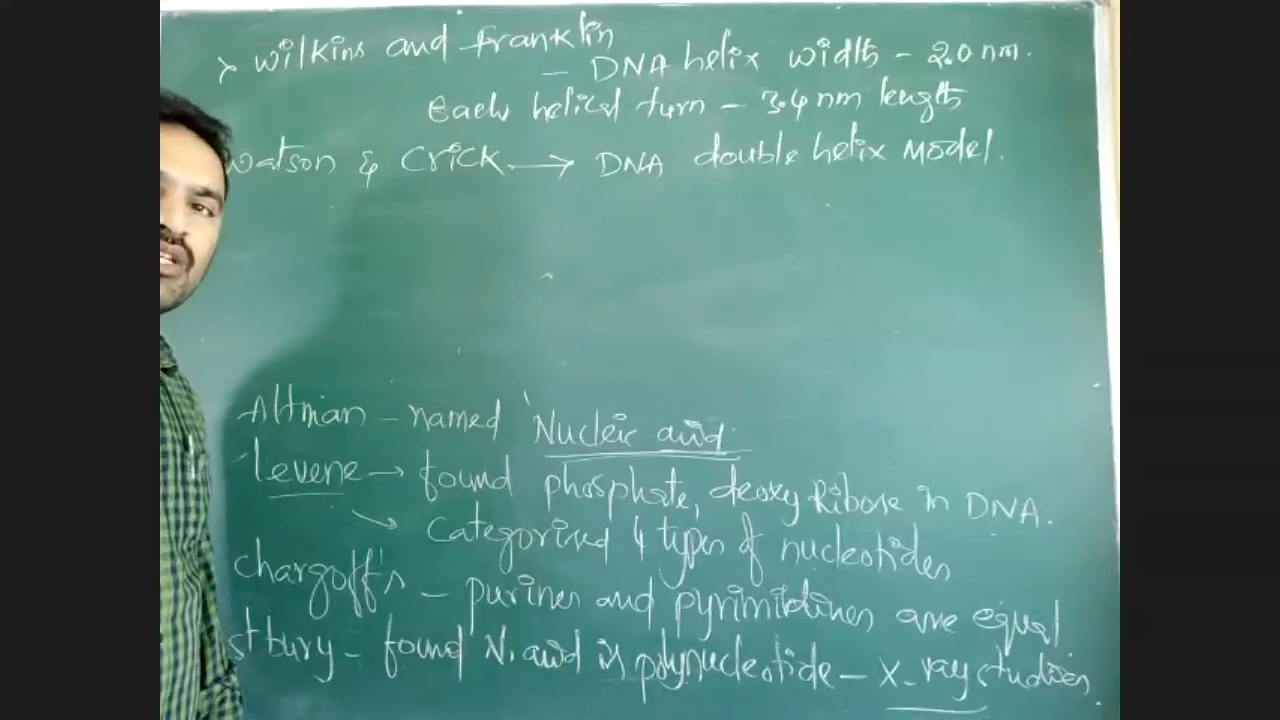 > Wilkins and Franklin
– DNA helix width – 2.0 nm.
Each helical turn – 3.4 nm length
Watson & Crick → DNA double helix Model.
Altman – named 'Nucleic acid
Levene → found phosphate, deoxy Ribose in DNA.
→ Categorised 4 types of nucleotides
Chargoff's – purines and pyrimidines are equal.
stbury – found N. acid is polynucleotide – X-ray studies